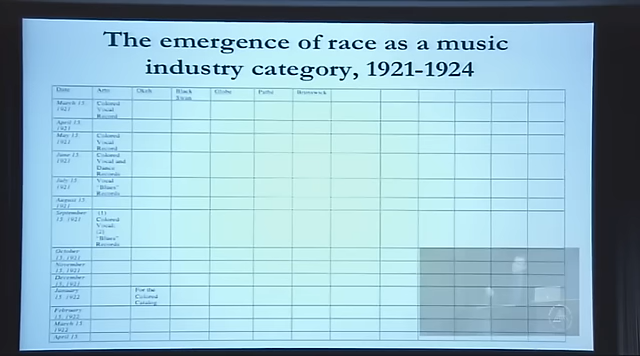 The emergence of race as a music
industry category, 1921-1924
Date Arto Okeh Black Swan Globe Pathé Brunswick
March 15 1921 Colored Vocal Record
April 15, 1921
May 15 1921 Colored Vocal Record
June 15 1921 Colored Vocal and Dance Records
July 15 1921 Vocal "Blues" Records
August 15, 1921
September 15, 1921 (1) Colored Vocal; (2) "Blues" Records
October 15, 1921
November 15, 1921
December 15, 1921
January 15, 1922 For the Colored Catalog
February 15, 1922
March 15 1922
April 15,